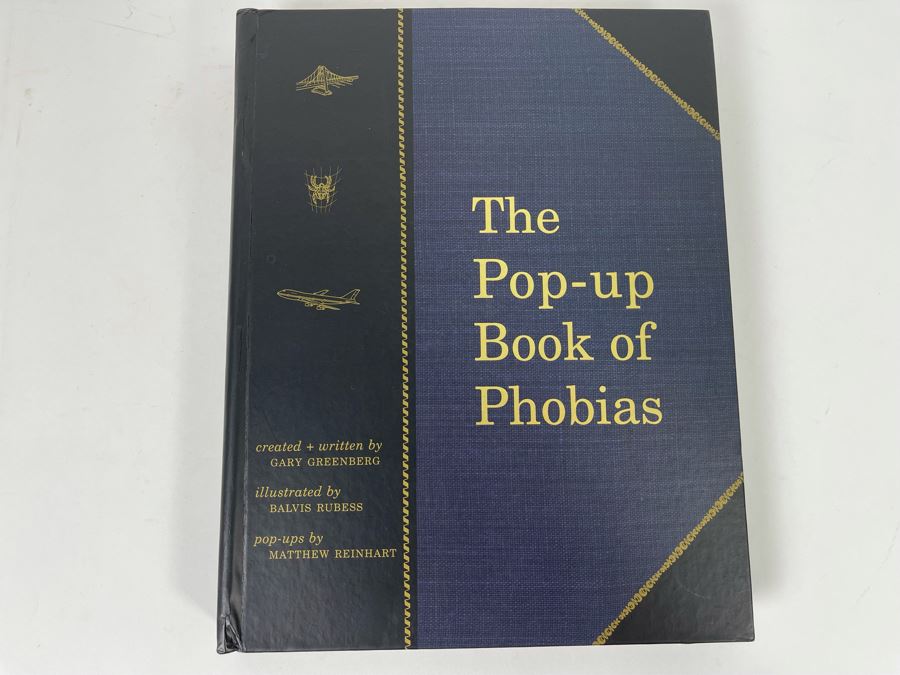 The
Pop-up
Book of
Phobias
created + written by
GARY GREENBERG
illustrated by
BALVIS RUBESS
pop-ups by
MATTHEW REINHART